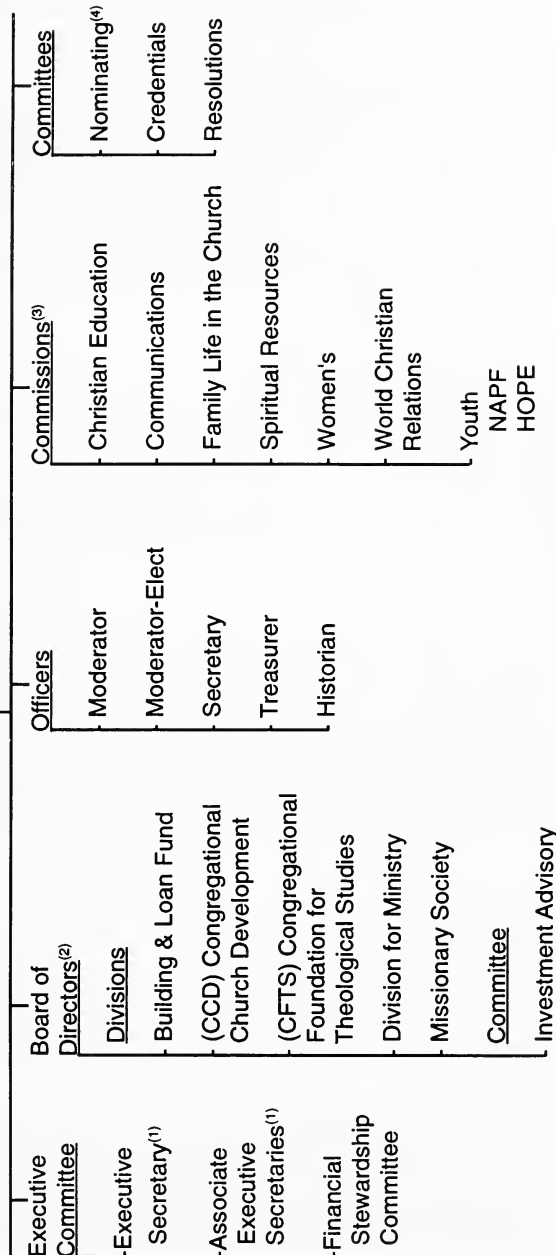 Executive
Committee
-Executive
Secretary(1)
-Associate
Executive
Secretaries(1)
-Financial
Stewardship
Committee
Board of
Directors(2)
Divisions
Building & Loan Fund
(CCD) Congregational
Church Development
(CFTS) Congregational
Foundation for
Theological Studies
Division for Ministry
Missionary Society
Committee
Investment Advisory
Officers
Moderator
Moderator-Elect
Secretary
Treasurer
Historian
Commissions(3)
Christian Education
Communications
Family Life in the Church
Spiritual Resources
Women's
World Christian
Relations
Youth
NAPF
HOPE
Committees
Nominating(4)
Credentials
Resolutions